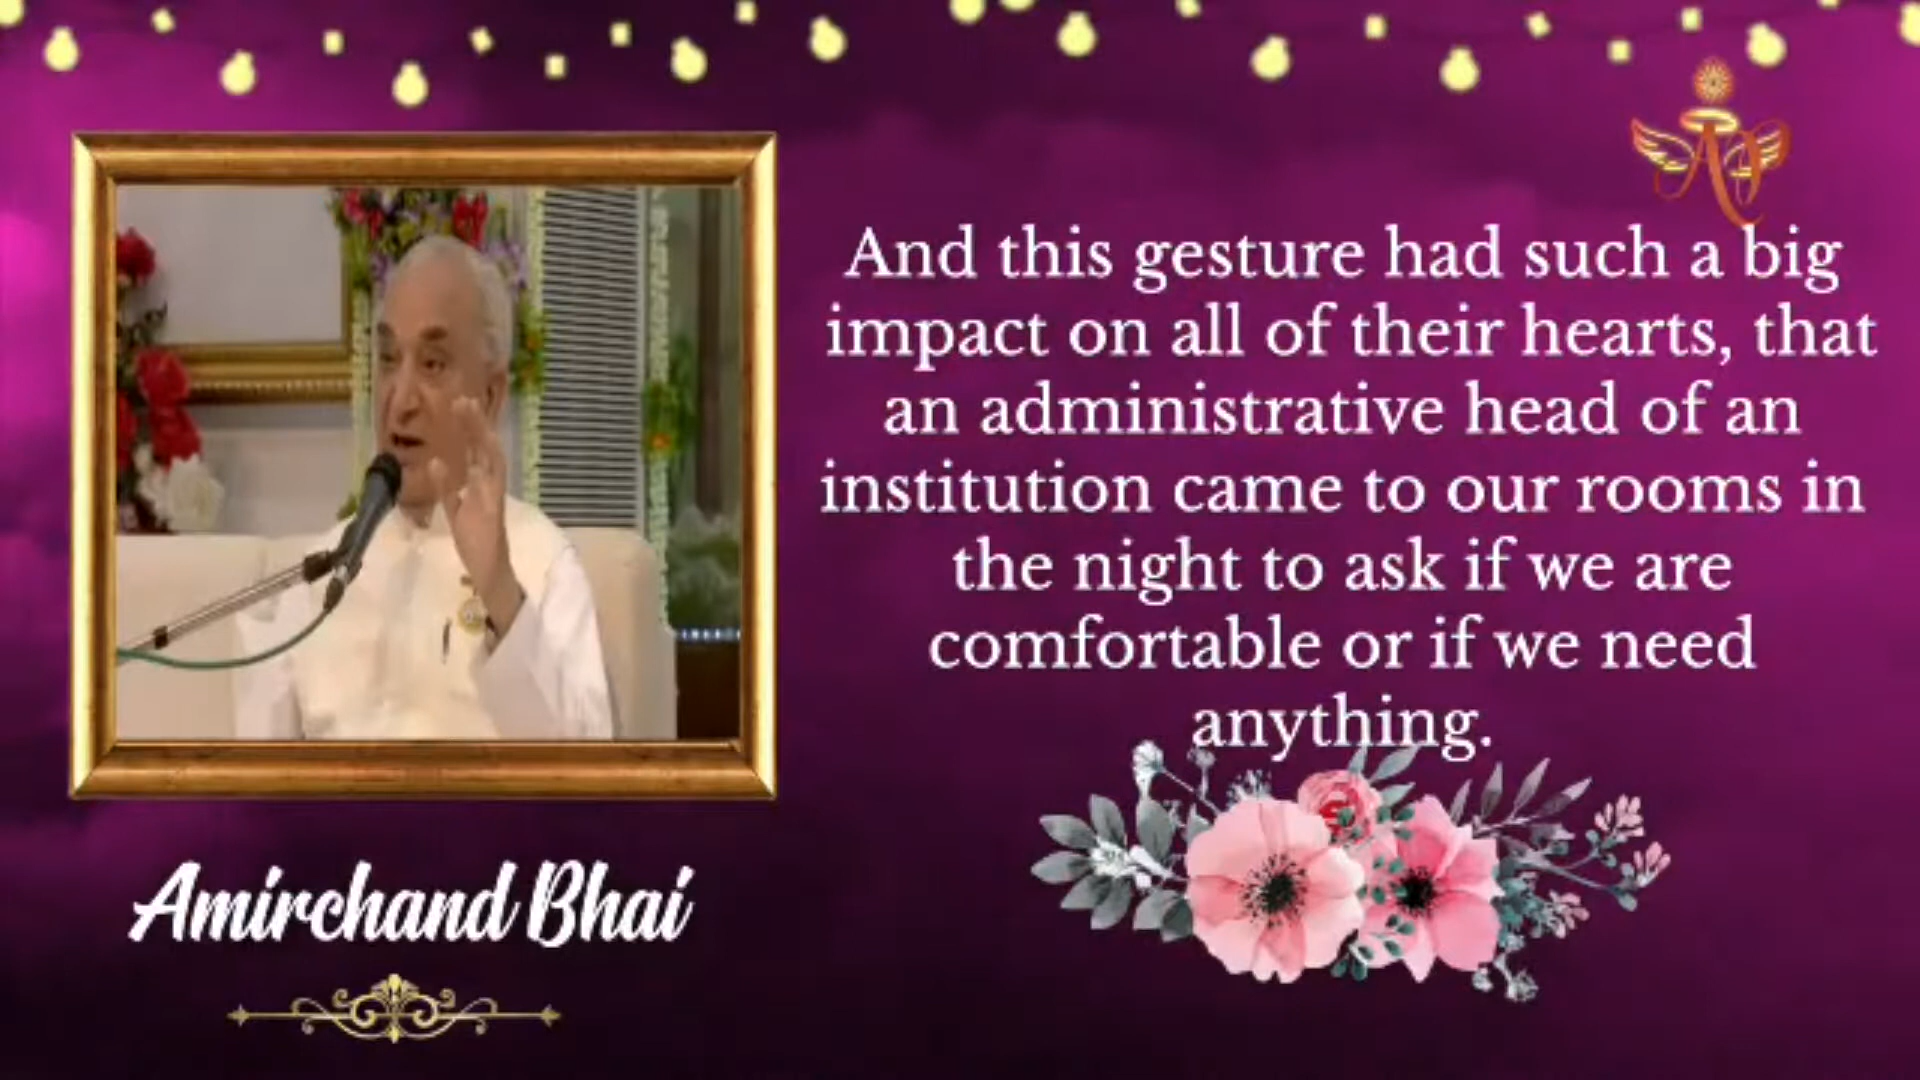 And this gesture had such a big
impact on all of their hearts, that
an administrative head of an
institution came to our rooms in
the night to ask if we are
comfortable or if we need
anything.
Amirchand Bhai